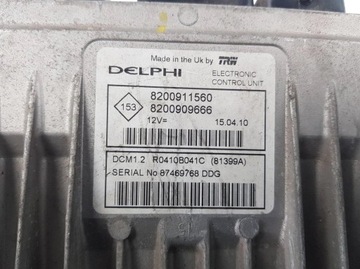 Made in the Uk by TRW
DELPHI
ELECTRONIC
CONTROL UNIT
153
8200911560
8200909666
12V=
15.04.10
DCM1.2 R0410B041C (81399A)
SERIAL No 87469768 DDG